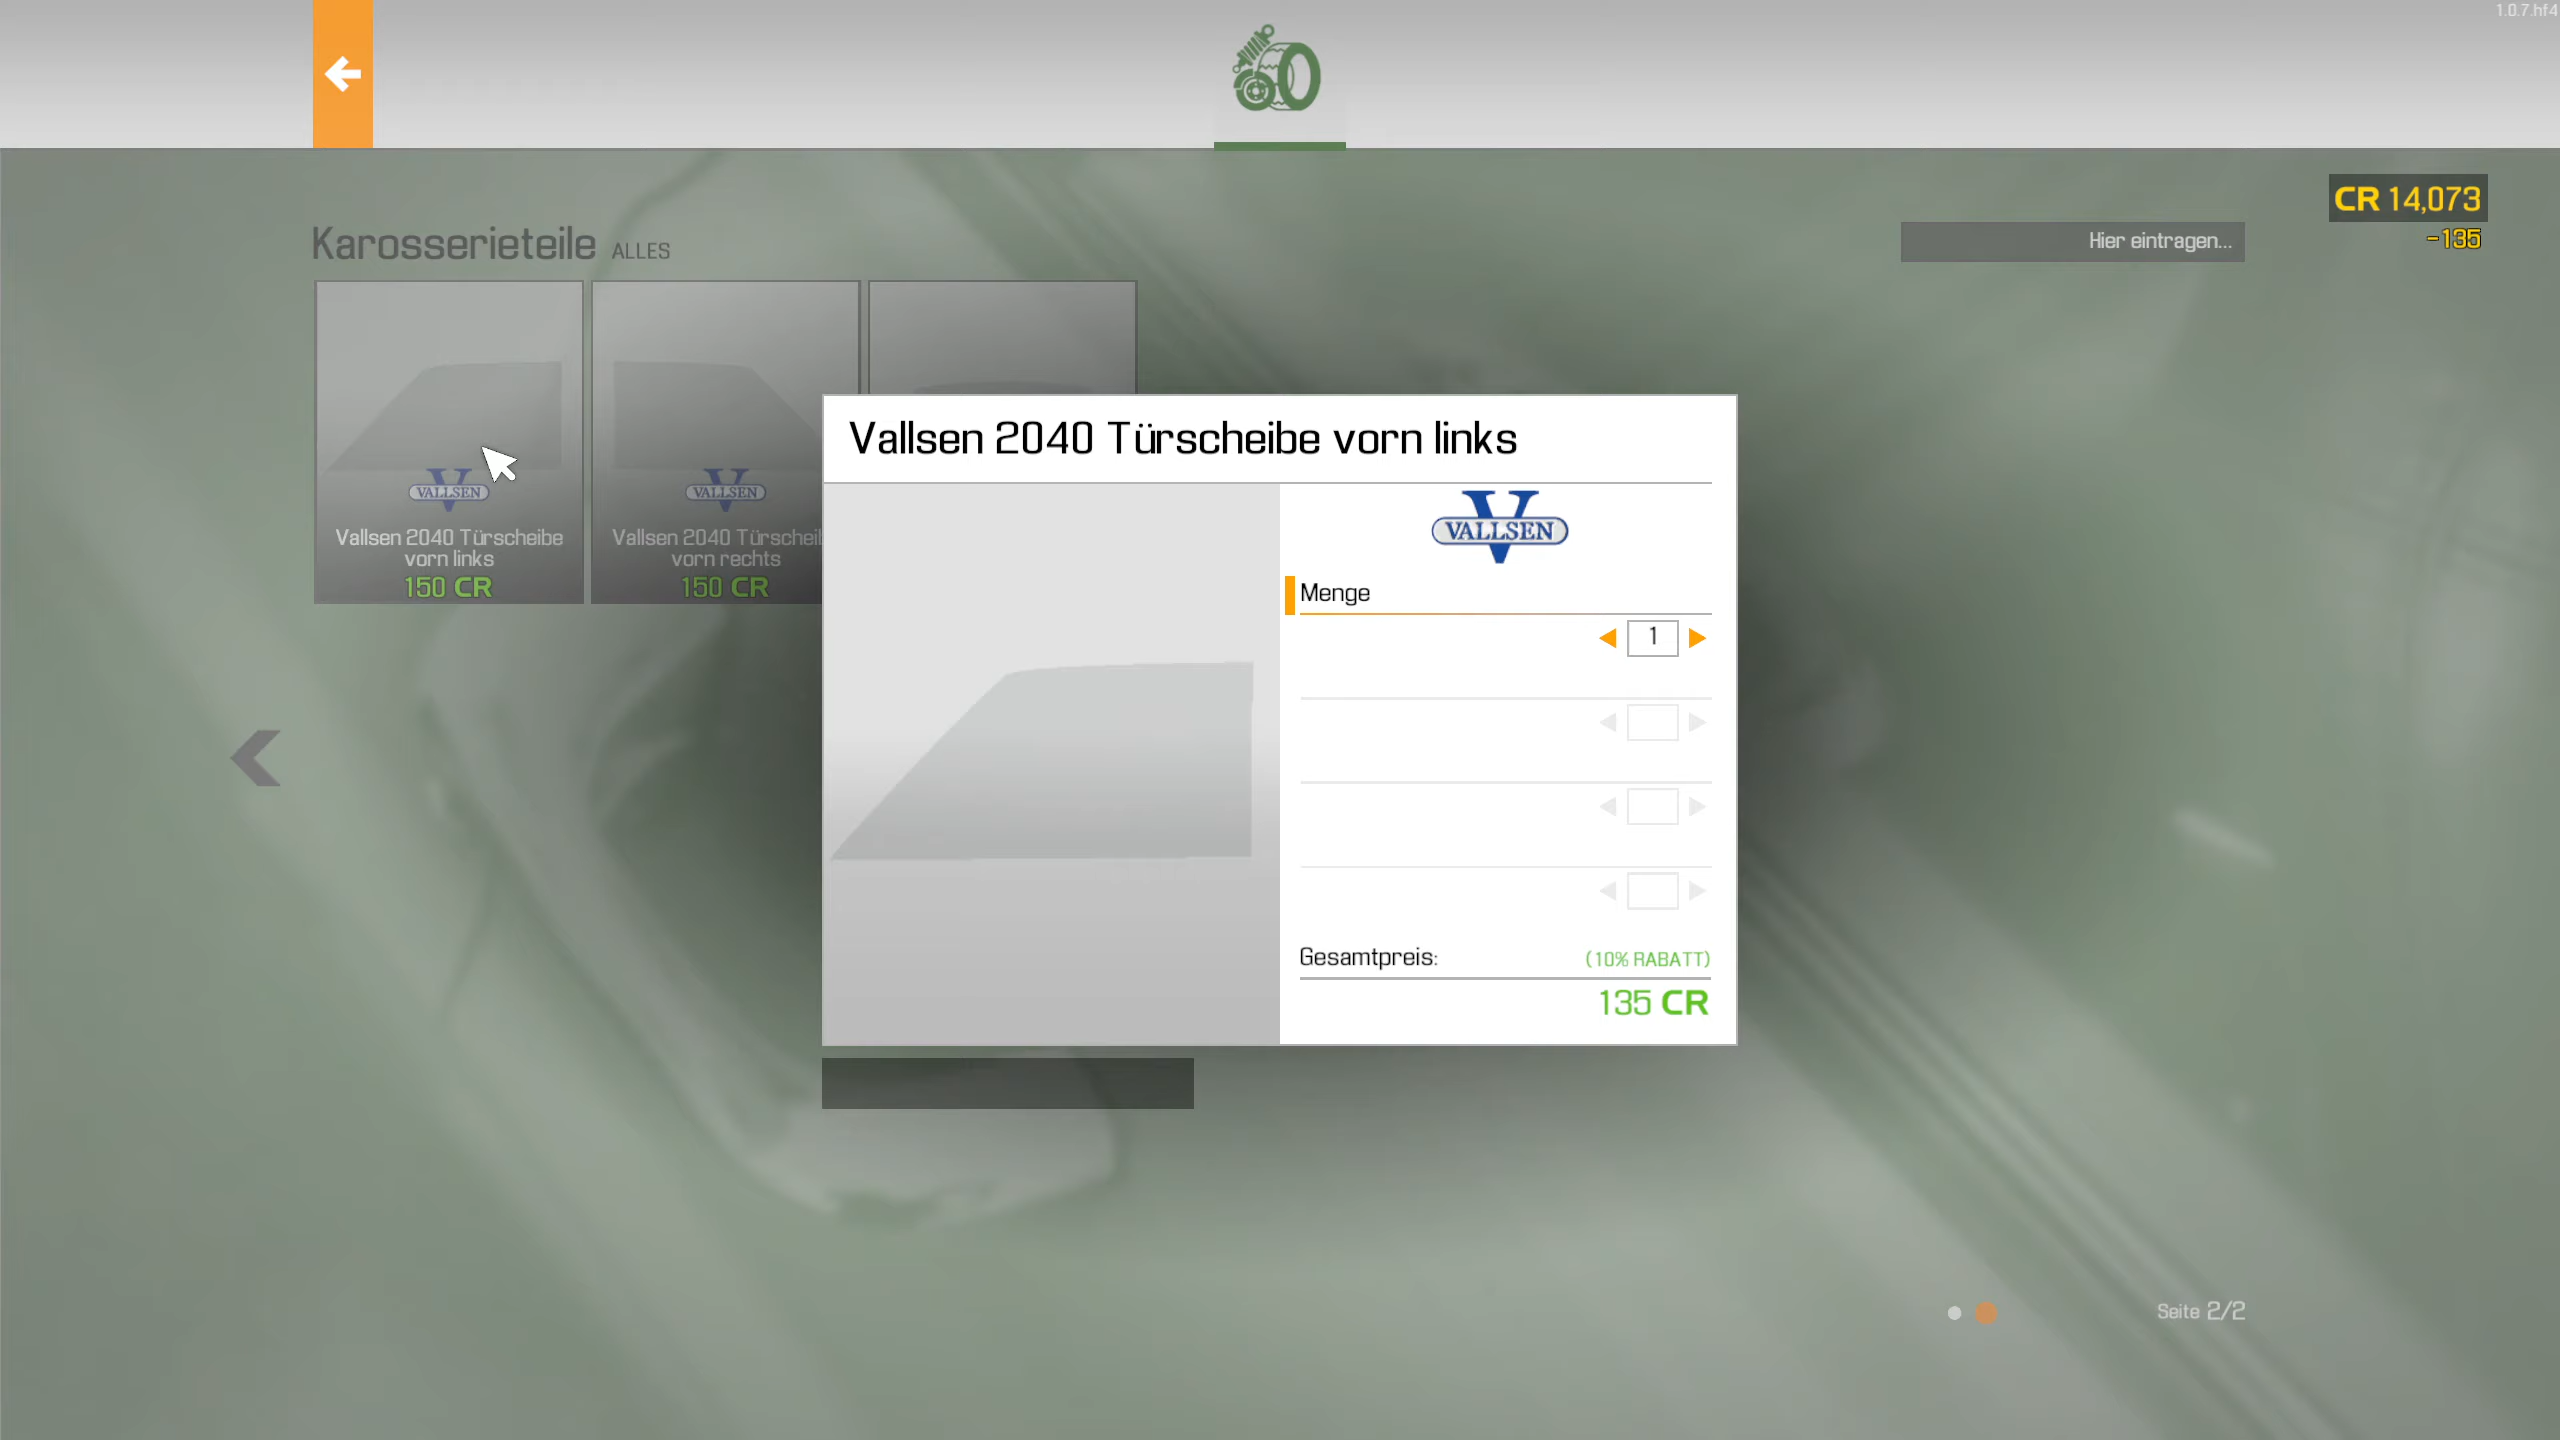 1.0.7.hf4
CR 14,073
-135
Hier eintragen...
Karosserieteile ALLES
VALLSEN
Vallsen 2040 Türscheibe
vorn links
150 CR
VALLSEN
Vallsen 2040
vorn rechts
150 CR
Vallsen 2040 Türscheibe vorn links
VALLSEN
Menge
1
Gesamtpreis: (10% RABATT)
135 CR
Seite 2/2